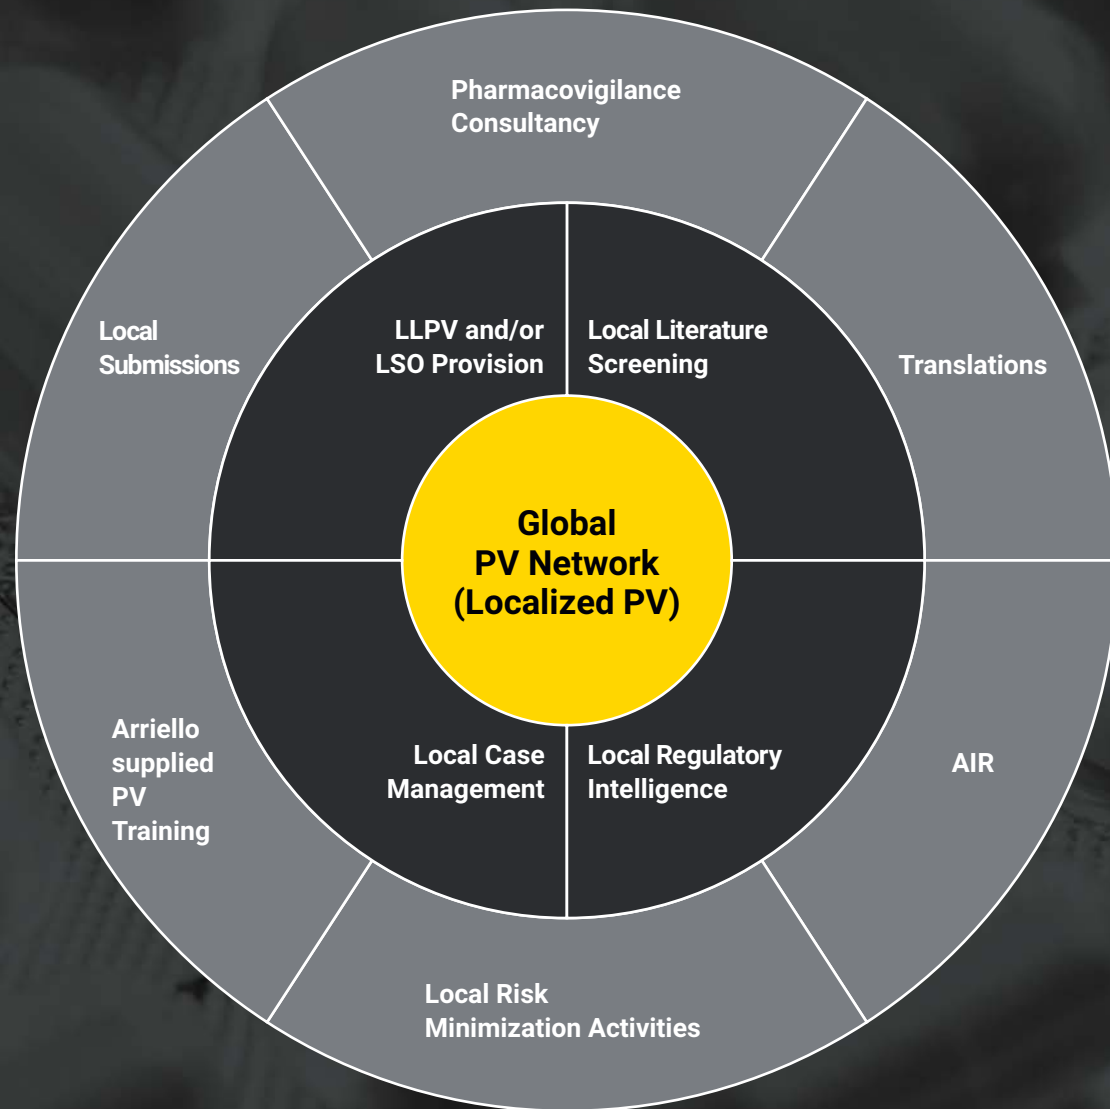 Pharmacovigilance
Consultancy
Local
Submissions
LLPV and/or
LSO Provision
Local Literature
Screening
Translations
Global
PV Network
(Localized PV)
Arriello
supplied
PV
Training
Local Case
Management
Local Regulatory
Intelligence
AIR
Local Risk
Minimization Activities